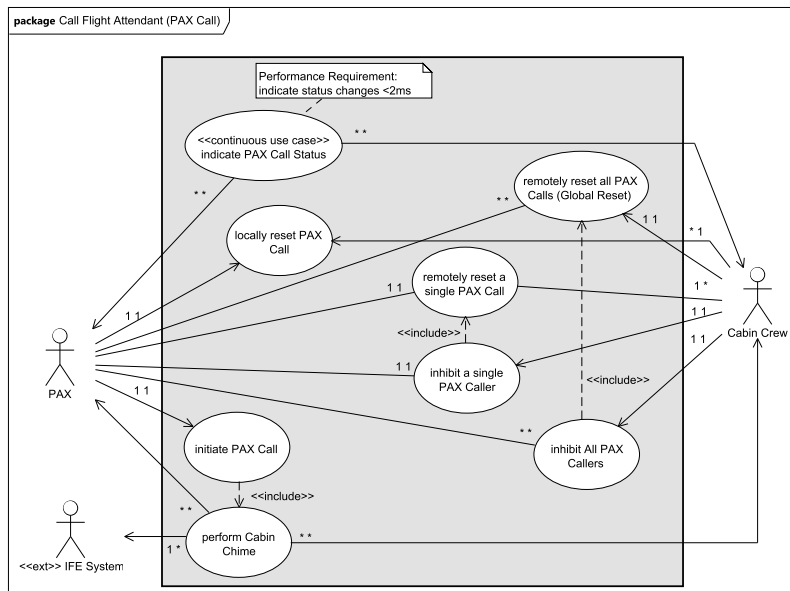 package Call Flight Attendant (PAX Call)
Performance Requirement:
indicate status changes <2ms
<<continuous use case>>
indicate PAX Call Status
* *
* *
remotely reset all PAX
Calls (Global Reset)
* *
1 1
locally reset PAX
Call
* 1
remotely reset a
single PAX Call
1 1
1 *
1 1
Cabin Crew
1 1
<<include>>
1 1
PAX
1 1
inhibit a single
PAX Caller
1 1
<<include>>
* *
initiate PAX Call
inhibit All PAX
Callers
<<include>>
* *
perform Cabin
Chime
* *
1 *
<<ext>> IFE System